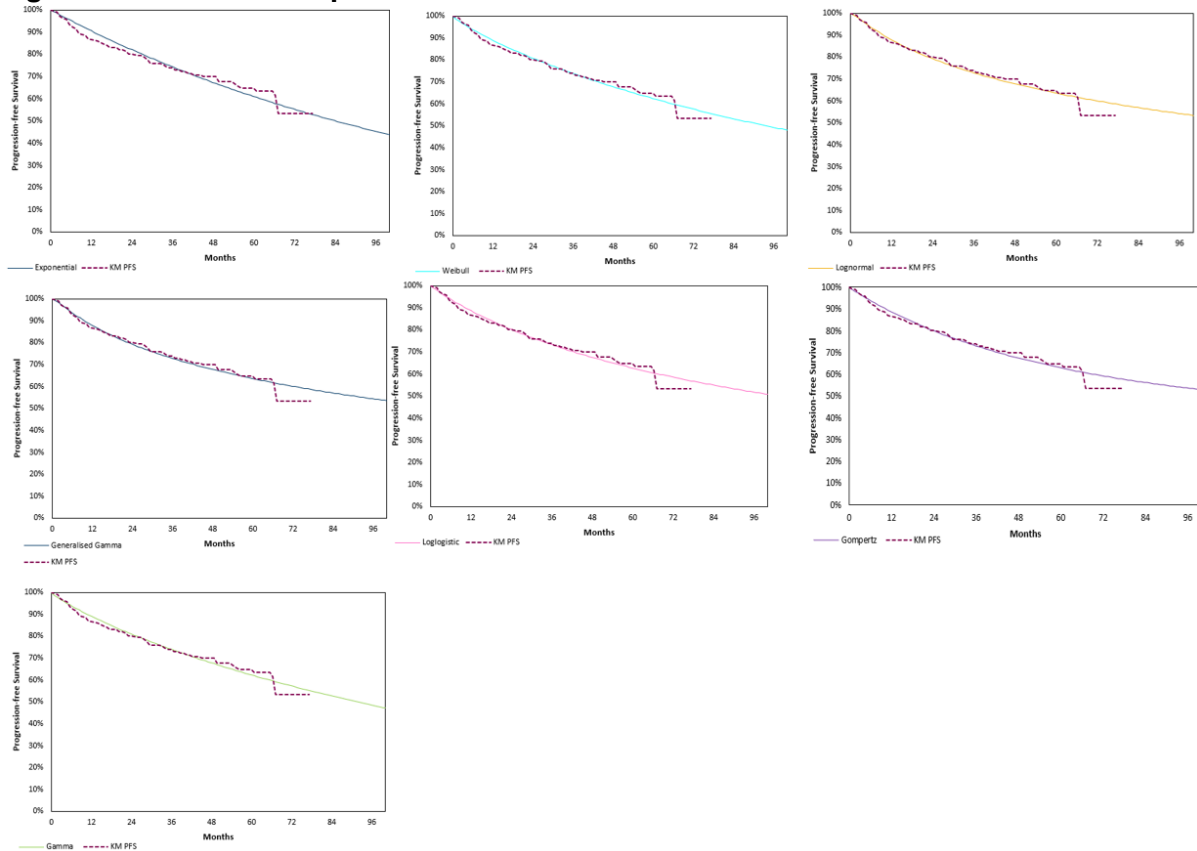 Progression-free Survival
100%
90%
80%
70%
60%
50%
40%
30%
20%
10%
0%
0 12 24 36 48 60 72 84 96
Months
Exponential KM PFS
Progression-free Survival
100%
90%
80%
70%
60%
50%
40%
30%
20%
10%
0%
0 12 24 36 48 60 72 84 96
Months
Weibull KM PFS
Progression-free Survival
100%
90%
80%
70%
60%
50%
40%
30%
20%
10%
0%
0 12 24 36 48 60 72 84 96
Months
Lognormal KM PFS
Progression-free Survival
100%
90%
80%
70%
60%
50%
40%
30%
20%
10%
0%
0 12 24 36 48 60 72 84 96
Months
Generalised Gamma
KM PFS
Progression-free Survival
100%
90%
80%
70%
60%
50%
40%
30%
20%
10%
0%
0 12 24 36 48 60 72 84 96
Months
Loglogistic KM PFS
Progression-free Survival
100%
90%
80%
70%
60%
50%
40%
30%
20%
10%
0%
0 12 24 36 48 60 72 84 96
Months
Gompertz KM PFS
Progression-free Survival
100%
90%
80%
70%
60%
50%
40%
30%
20%
10%
0%
0 12 24 36 48 60 72 84 96
Months
Gamma KM PFS